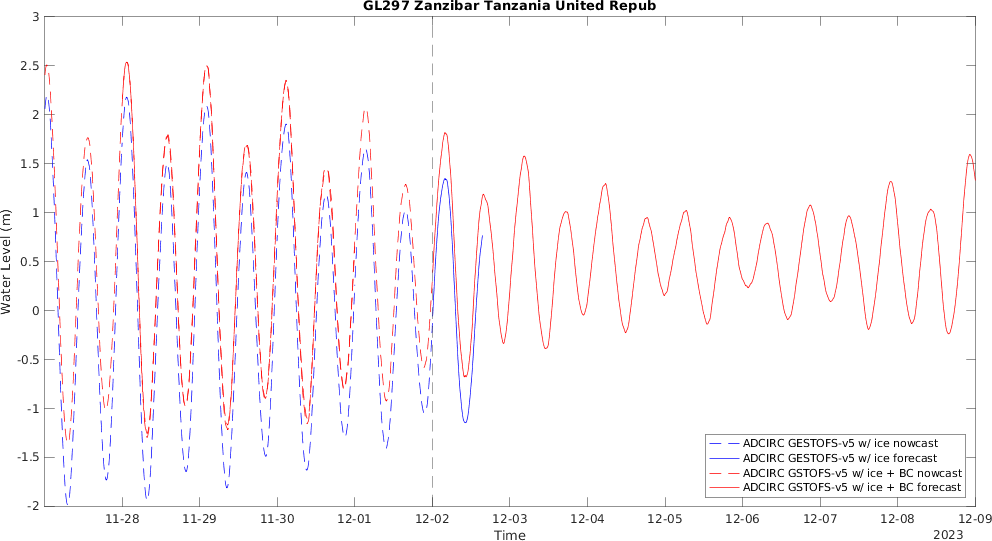 GL297 Zanzibar Tanzania United Repub
3
2.5
2
1.5
1
0.5
0
-0.5
-1
-1.5
-2
Water Level (m)
ADCIRC GESTOFS-v5 w/ ice nowcast
ADCIRC GESTOFS-v5 w/ ice forecast
ADCIRC GSTOFS-v5 w/ ice + BC nowcast
ADCIRC GSTOFS-v5 w/ ice + BC forecast
11-28 11-29 11-30 12-01 12-02 12-03 12-04 12-05 12-06 12-07 12-08 12-09
Time
2023